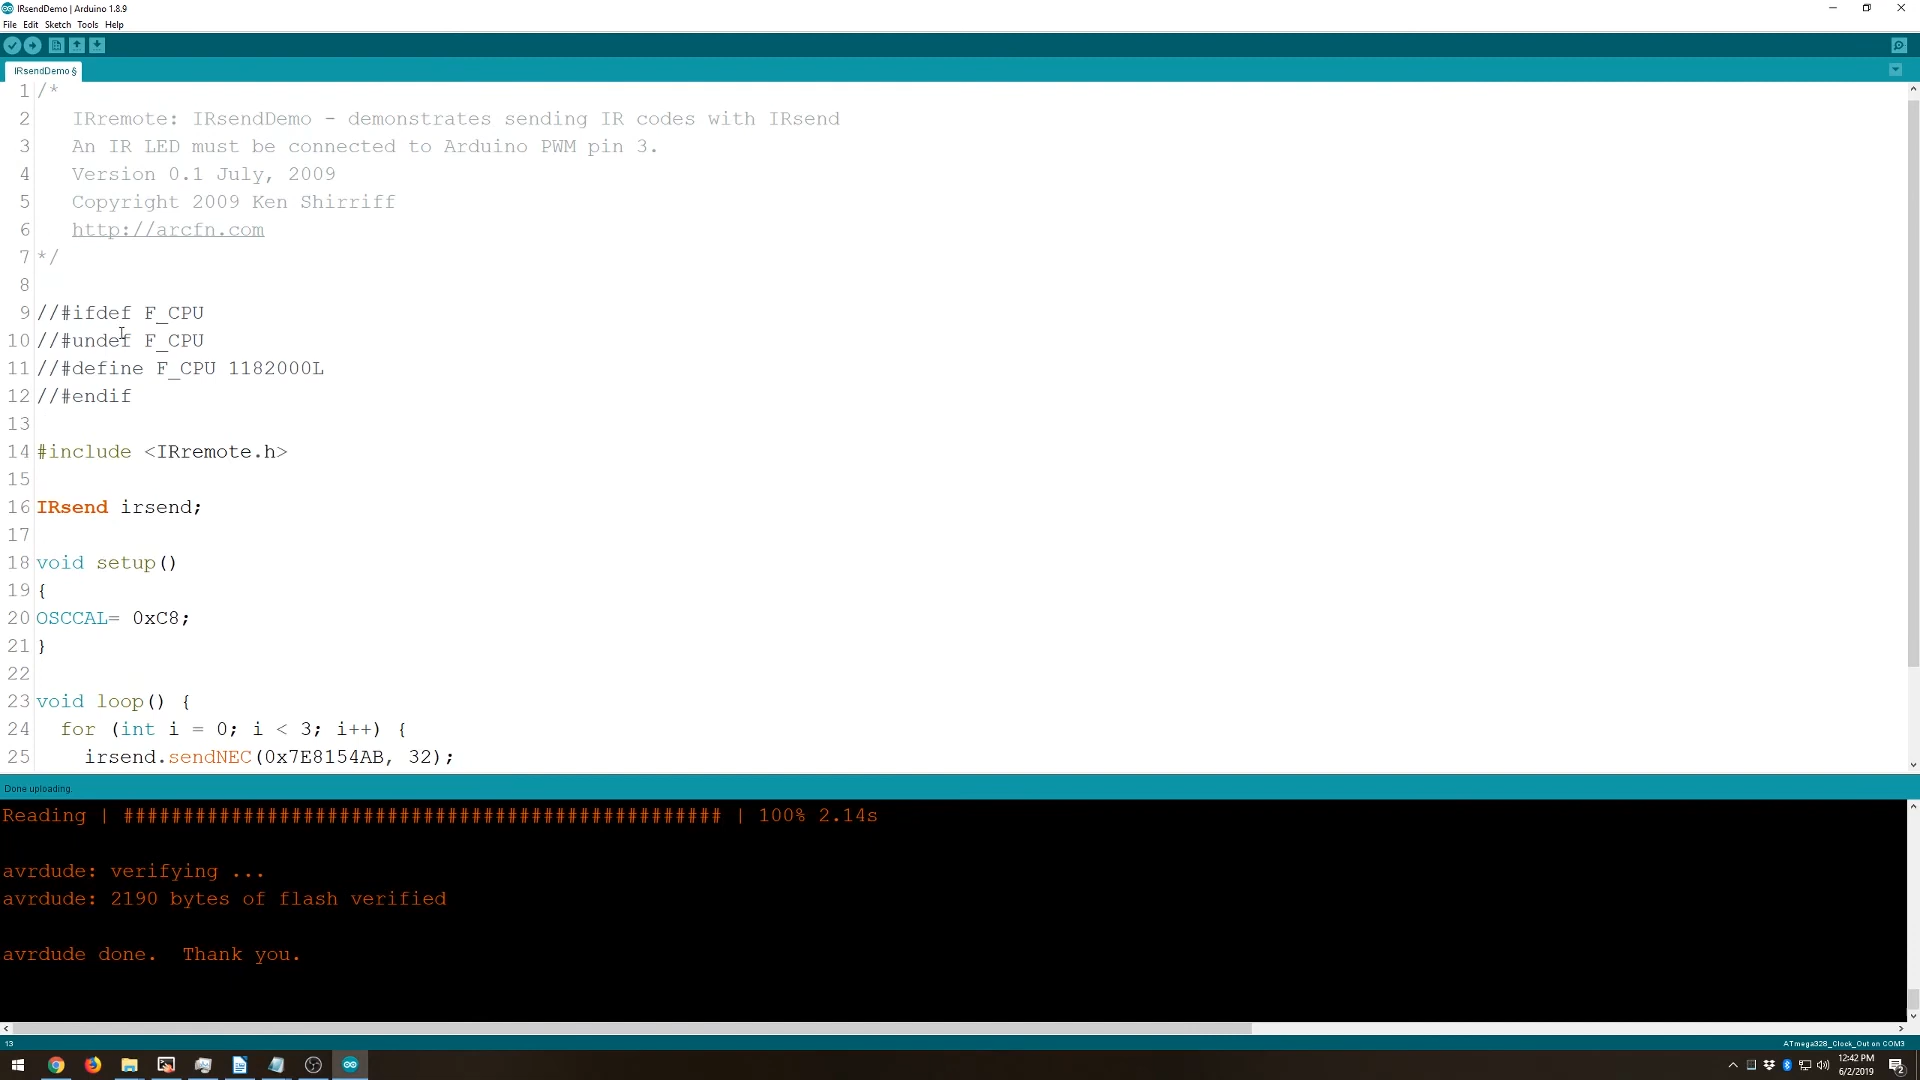 IRsendDemo | Arduino 1.8.9
File Edit Sketch Tools Help
IRsendDemo §
1 /*
2 IRremote: IRsendDemo - demonstrates sending IR codes with IRsend
3 An IR LED must be connected to Arduino PWM pin 3.
4 Version 0.1 July, 2009
5 Copyright 2009 Ken Shirriff
6 http://arcfn.com
7 */
8
9 //#ifdef F_CPU
10 //#undef F_CPU
11 //#define F_CPU 1182000L
12 //#endif
13
14 #include <IRremote.h>
15
16 IRsend irsend;
17
18 void setup()
19 {
20 OSCCAL= 0xC8;
21 }
22
23 void loop() {
24 for (int i = 0; i < 3; i++) {
25 irsend.sendNEC(0x7E8154AB, 32);
Done uploading.
Reading | ################################################## | 100% 2.14s
avrdude: verifying ...
avrdude: 2190 bytes of flash verified
avrdude done.  Thank you.
13
ATmega328_Clock_Out on COM3
12:42 PM
6/2/2019
2